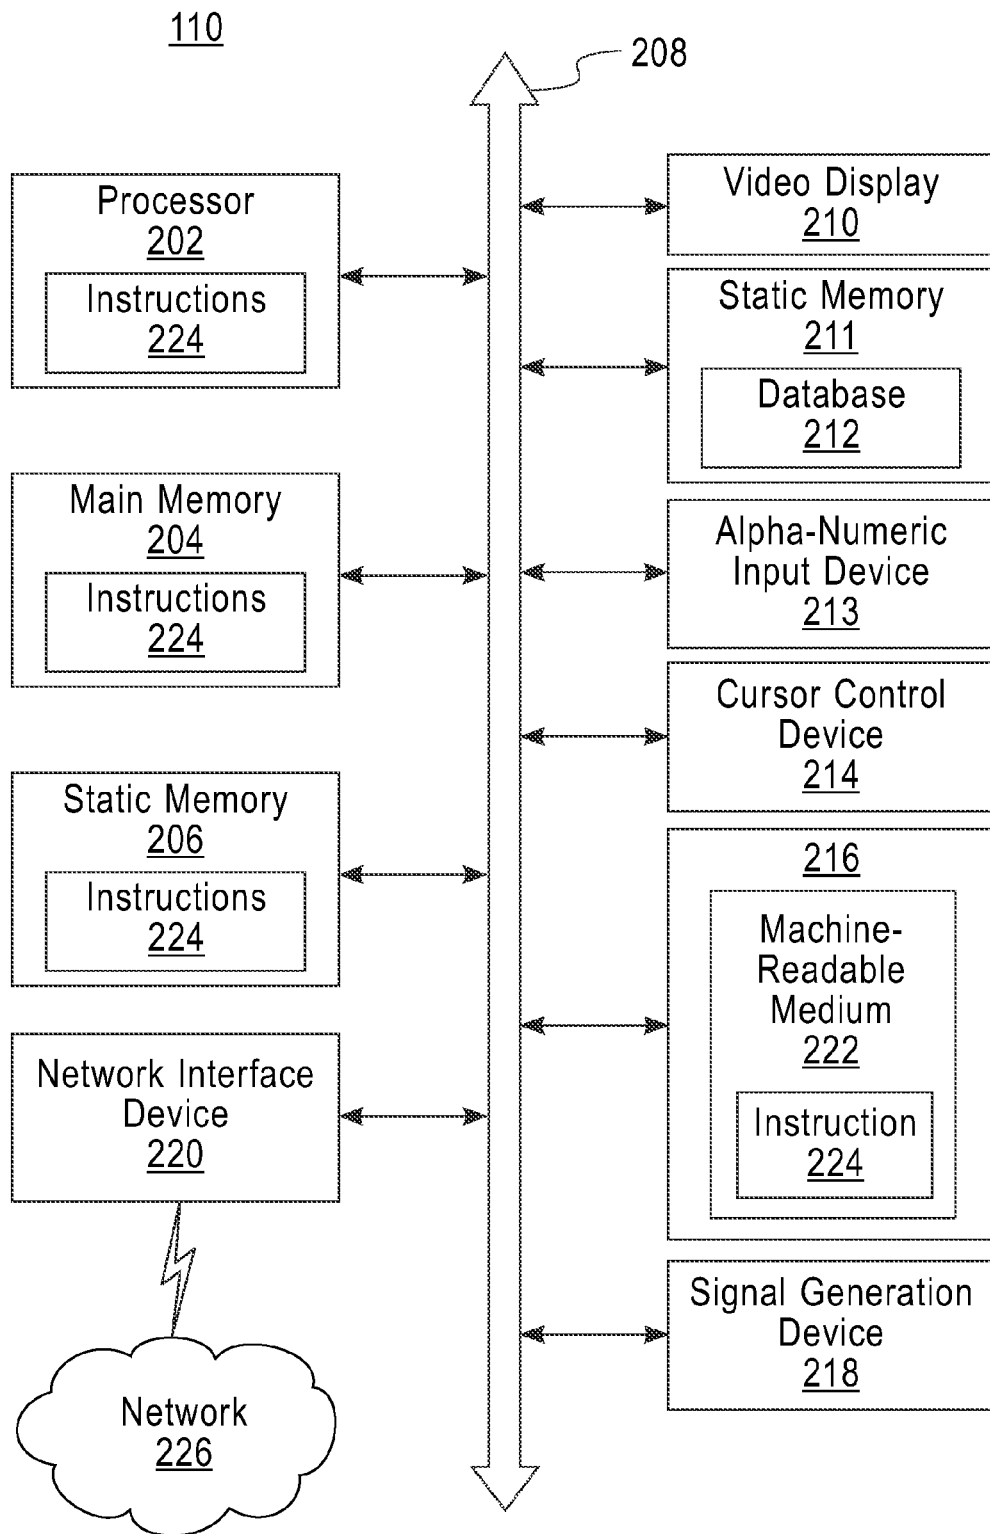 110
208
Processor
202
Instructions
224
Main Memory
204
Instructions
224
Static Memory
206
Instructions
224
Network Interface
Device
220
Network
226
Video Display
210
Static Memory
211
Database
212
Alpha-Numeric
Input Device
213
Cursor Control
Device
214
216
Machine-
Readable
Medium
222
Instruction
224
Signal Generation
Device
218